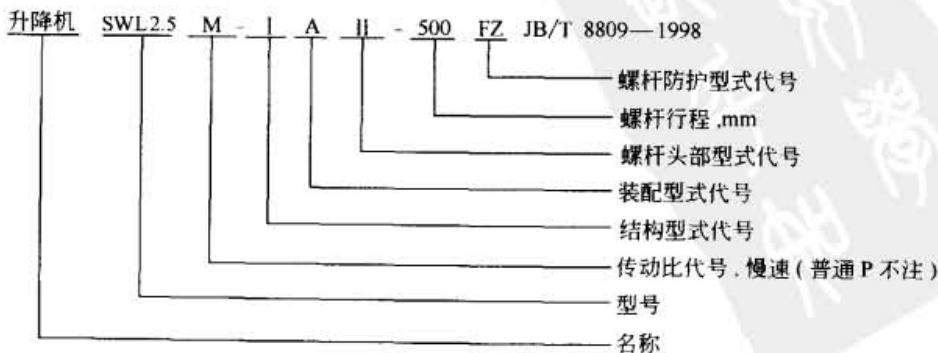 升降机 SWL2.5 M - I A II - 500 FZ JB/T 8809—1998
螺杆防护型式代号
螺杆行程,mm
螺杆头部型式代号
装配型式代号
结构型式代号
传动比代号.慢速(普通P不注)
型号
名称